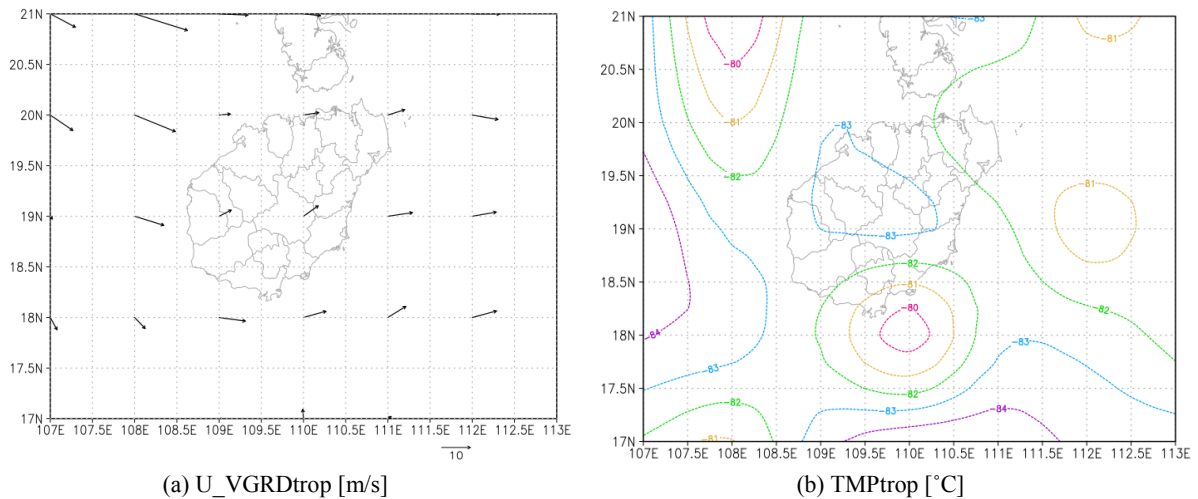 21N
20.5N
20N
19.5N
19N
18.5N
18N
17.5N
17N
107E 107.5E 108E 108.5E 109E 109.5E 110E 110.5E 111E 111.5E 112E 112.5E 113E
10
(a) U_VGRDtrop [m/s]
21N
20.5N
20N
19.5N
19N
18.5N
18N
17.5N
17N
107E 107.5E 108E 108.5E 109E 109.5E 110E 110.5E 111E 111.5E 112E 112.5E 113E
-83
-81
-80
-81
-83
-82
-81
-83
-82
-81
-80
-82
-84
-83
-83
-82
-82
-83
-84
-81
(b) TMPtrop [˚C]